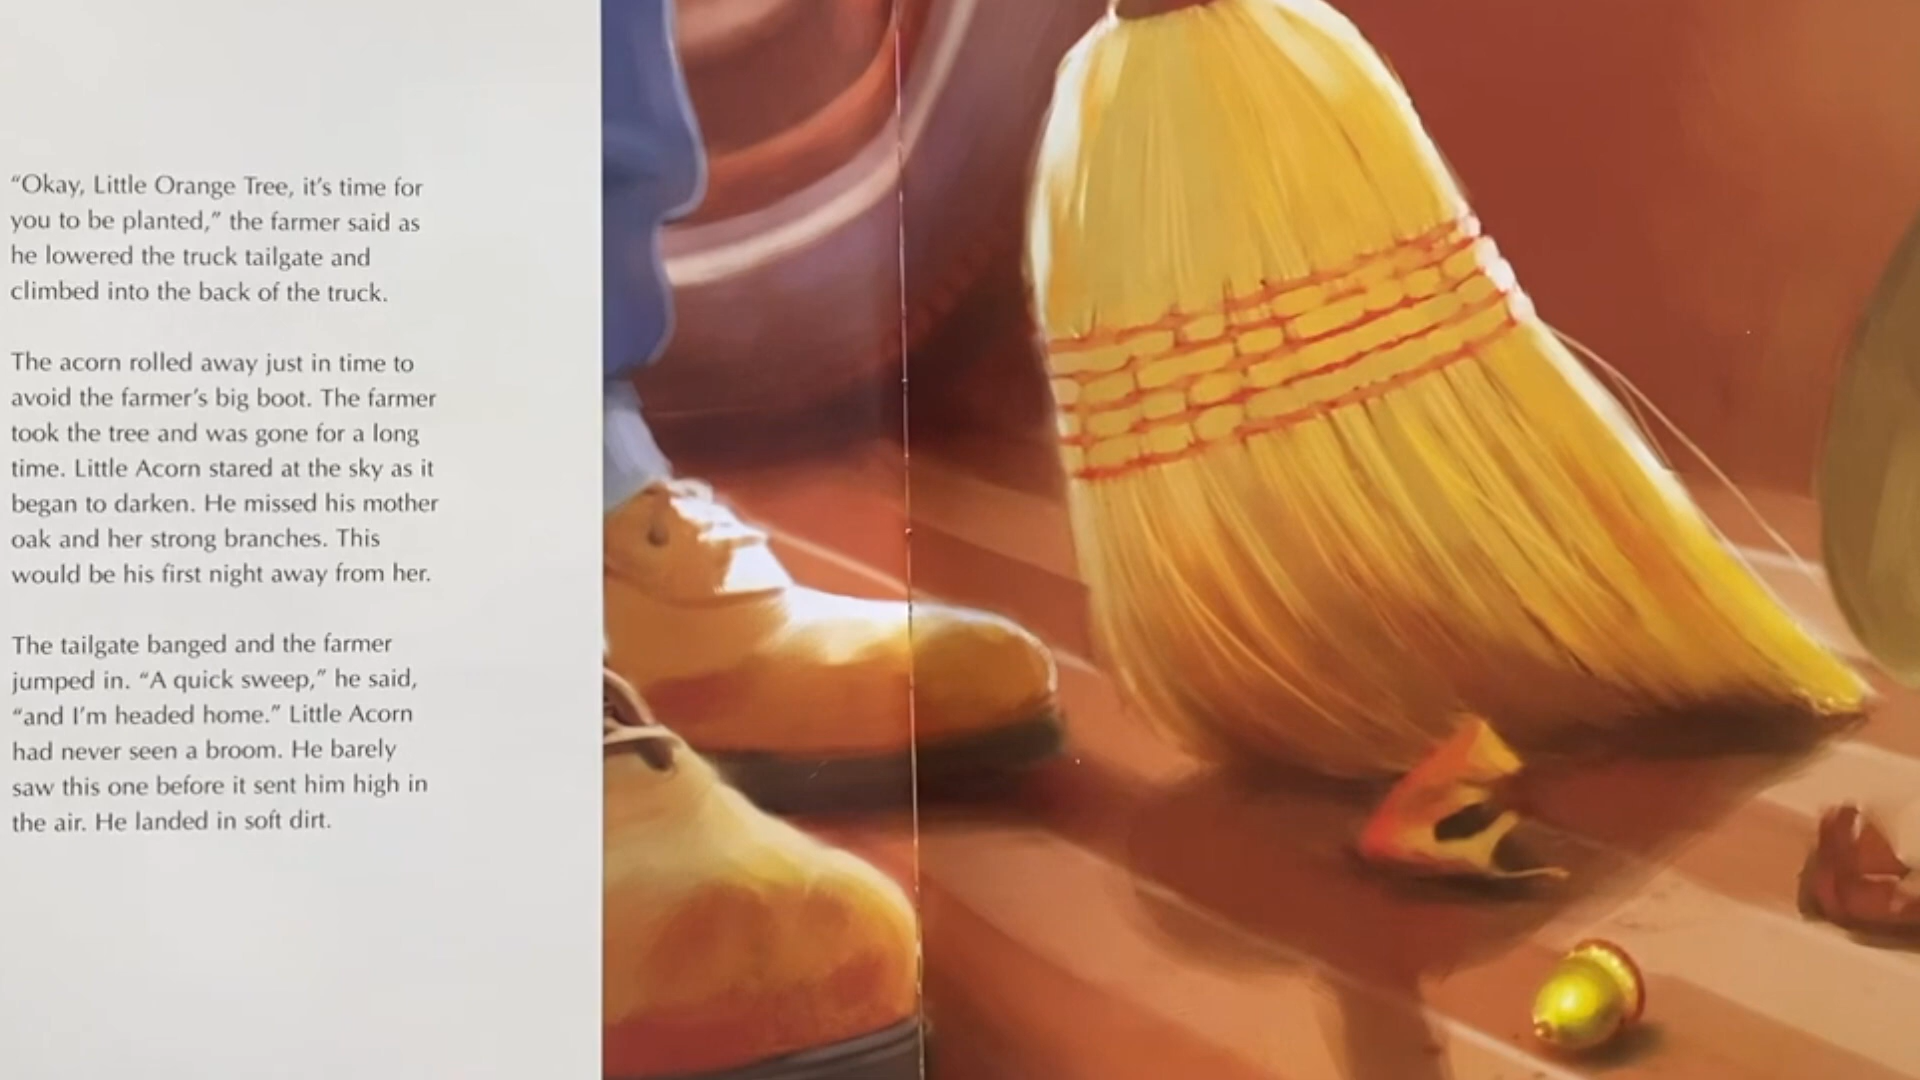 “Okay, Little Orange Tree, it’s time for
you to be planted,” the farmer said as
he lowered the truck tailgate and
climbed into the back of the truck.
The acorn rolled away just in time to
avoid the farmer’s big boot. The farmer
took the tree and was gone for a long
time. Little Acorn stared at the sky as it
began to darken. He missed his mother
oak and her strong branches. This
would be his first night away from her.
The tailgate banged and the farmer
jumped in. “A quick sweep,” he said,
“and I’m headed home.” Little Acorn
had never seen a broom. He barely
saw this one before it sent him high in
the air. He landed in soft dirt.